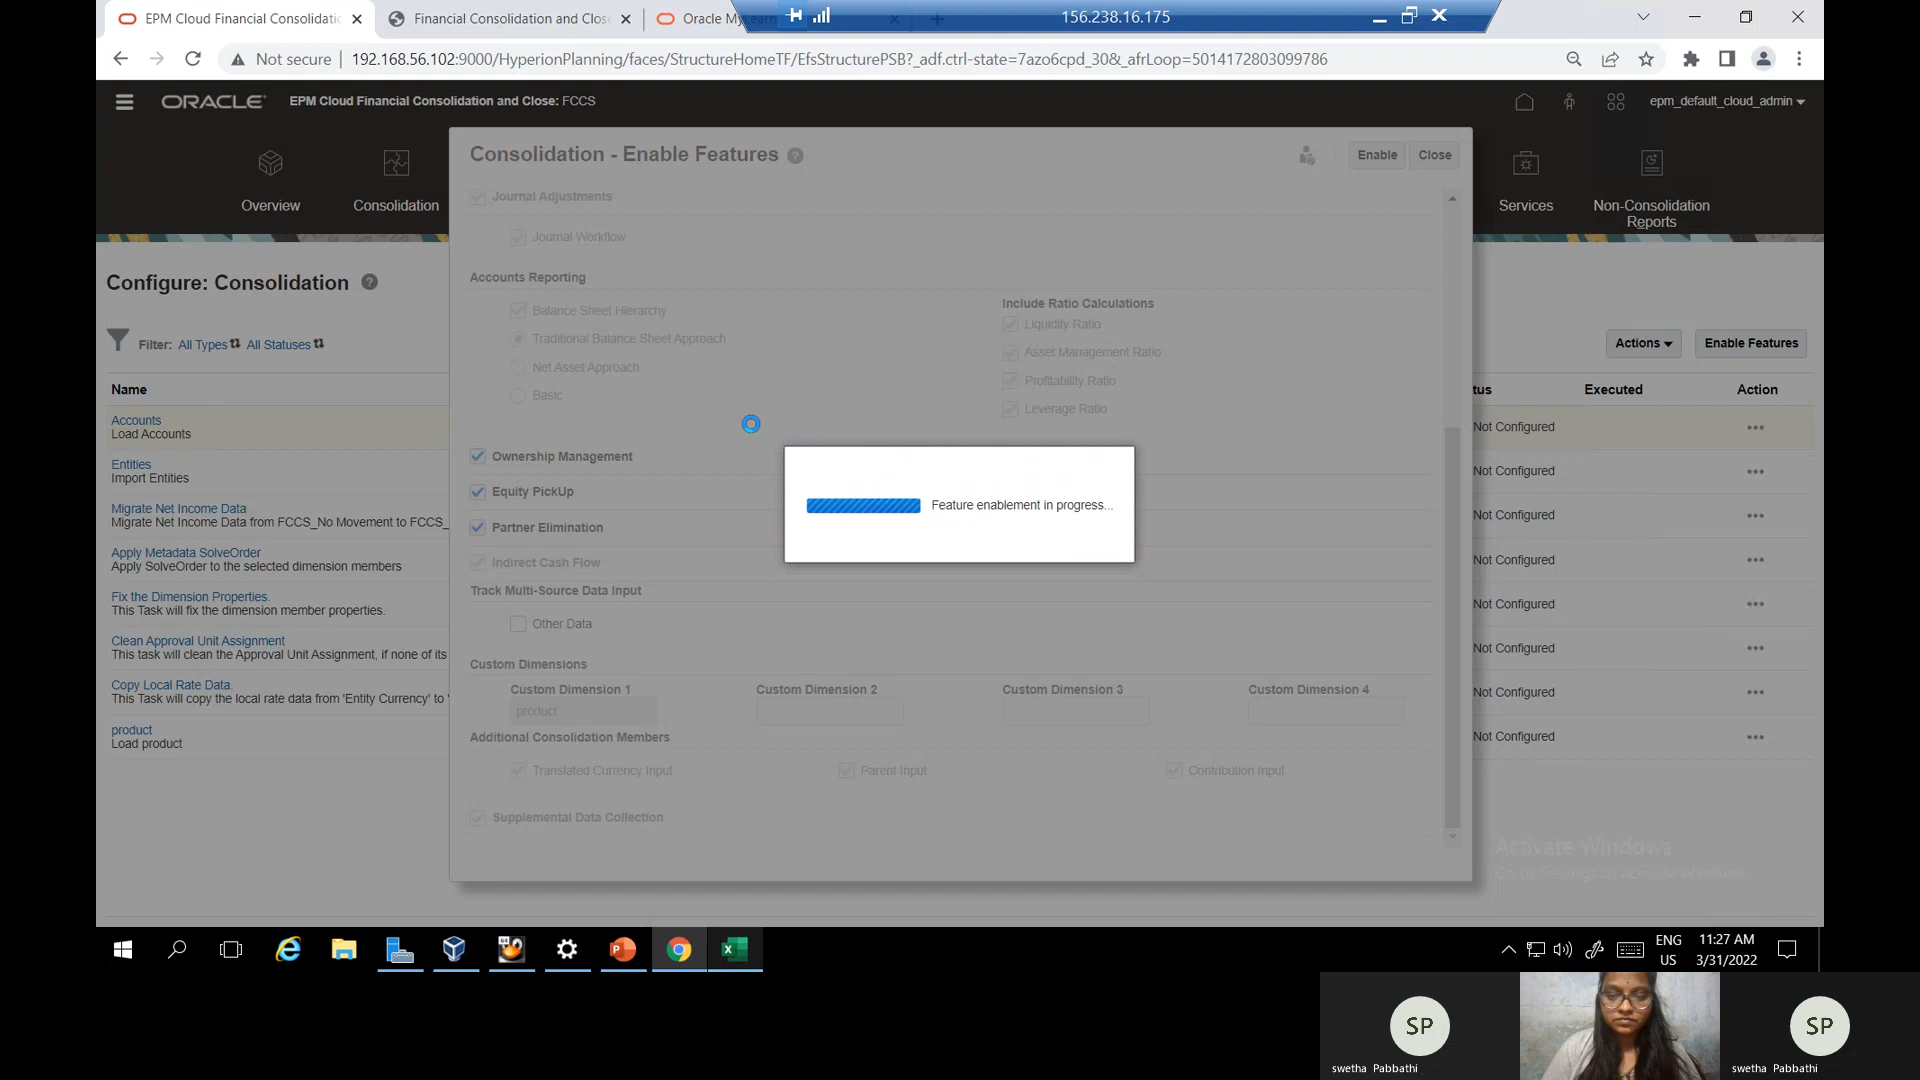 EPM Cloud Financial Consolidatio
Financial Consolidation and Clos
Oracle MyLearn
156.238.16.175
Not secure
192.168.56.102:9000/HyperionPlanning/faces/StructureHomeTF/EfsStructurePSB?_adf.ctrl-state=7azo6cpd_30&_afrLoop=5014172803099786
ORACLE
EPM Cloud Financial Consolidation and Close: FCCS
epm_default_cloud_admin
Overview
Consolidation
Services
Non-Consolidation
Reports
Consolidation - Enable Features
Enable
Close
Journal Adjustments
Journal Workflow
Accounts Reporting
Balance Sheet Hierarchy
Traditional Balance Sheet Approach
Net Asset Approach
Basic
Include Ratio Calculations
Liquidity Ratio
Asset Management Ratio
Profitability Ratio
Leverage Ratio
Ownership Management
Equity PickUp
Partner Elimination
Indirect Cash Flow
Feature enablement in progress...
Track Multi-Source Data Input
Other Data
Custom Dimensions
Custom Dimension 1
Custom Dimension 2
Custom Dimension 3
Custom Dimension 4
product
Additional Consolidation Members
Translated Currency Input
Parent Input
Contribution Input
Supplemental Data Collection
Configure: Consolidation
Filter: All Types All Statuses
Actions
Enable Features
Name
tus
Executed
Action
Accounts
Load Accounts
Not Configured
Entities
Import Entities
Not Configured
Migrate Net Income Data
Migrate Net Income Data from FCCS_No Movement to FCCS_
Not Configured
Apply Metadata SolveOrder
Apply SolveOrder to the selected dimension members
Not Configured
Fix the Dimension Properties.
This Task will fix the dimension member properties.
Not Configured
Clean Approval Unit Assignment
This task will clean the Approval Unit Assignment, if none of its
Not Configured
Copy Local Rate Data.
This Task will copy the local rate data from 'Entity Currency' to '
Not Configured
product
Load product
Not Configured
Activate Windows
Go to Settings to activate Windows.
ENG
US
11:27 AM
3/31/2022
SP
swetha Pabbathi
SP
swetha Pabbathi